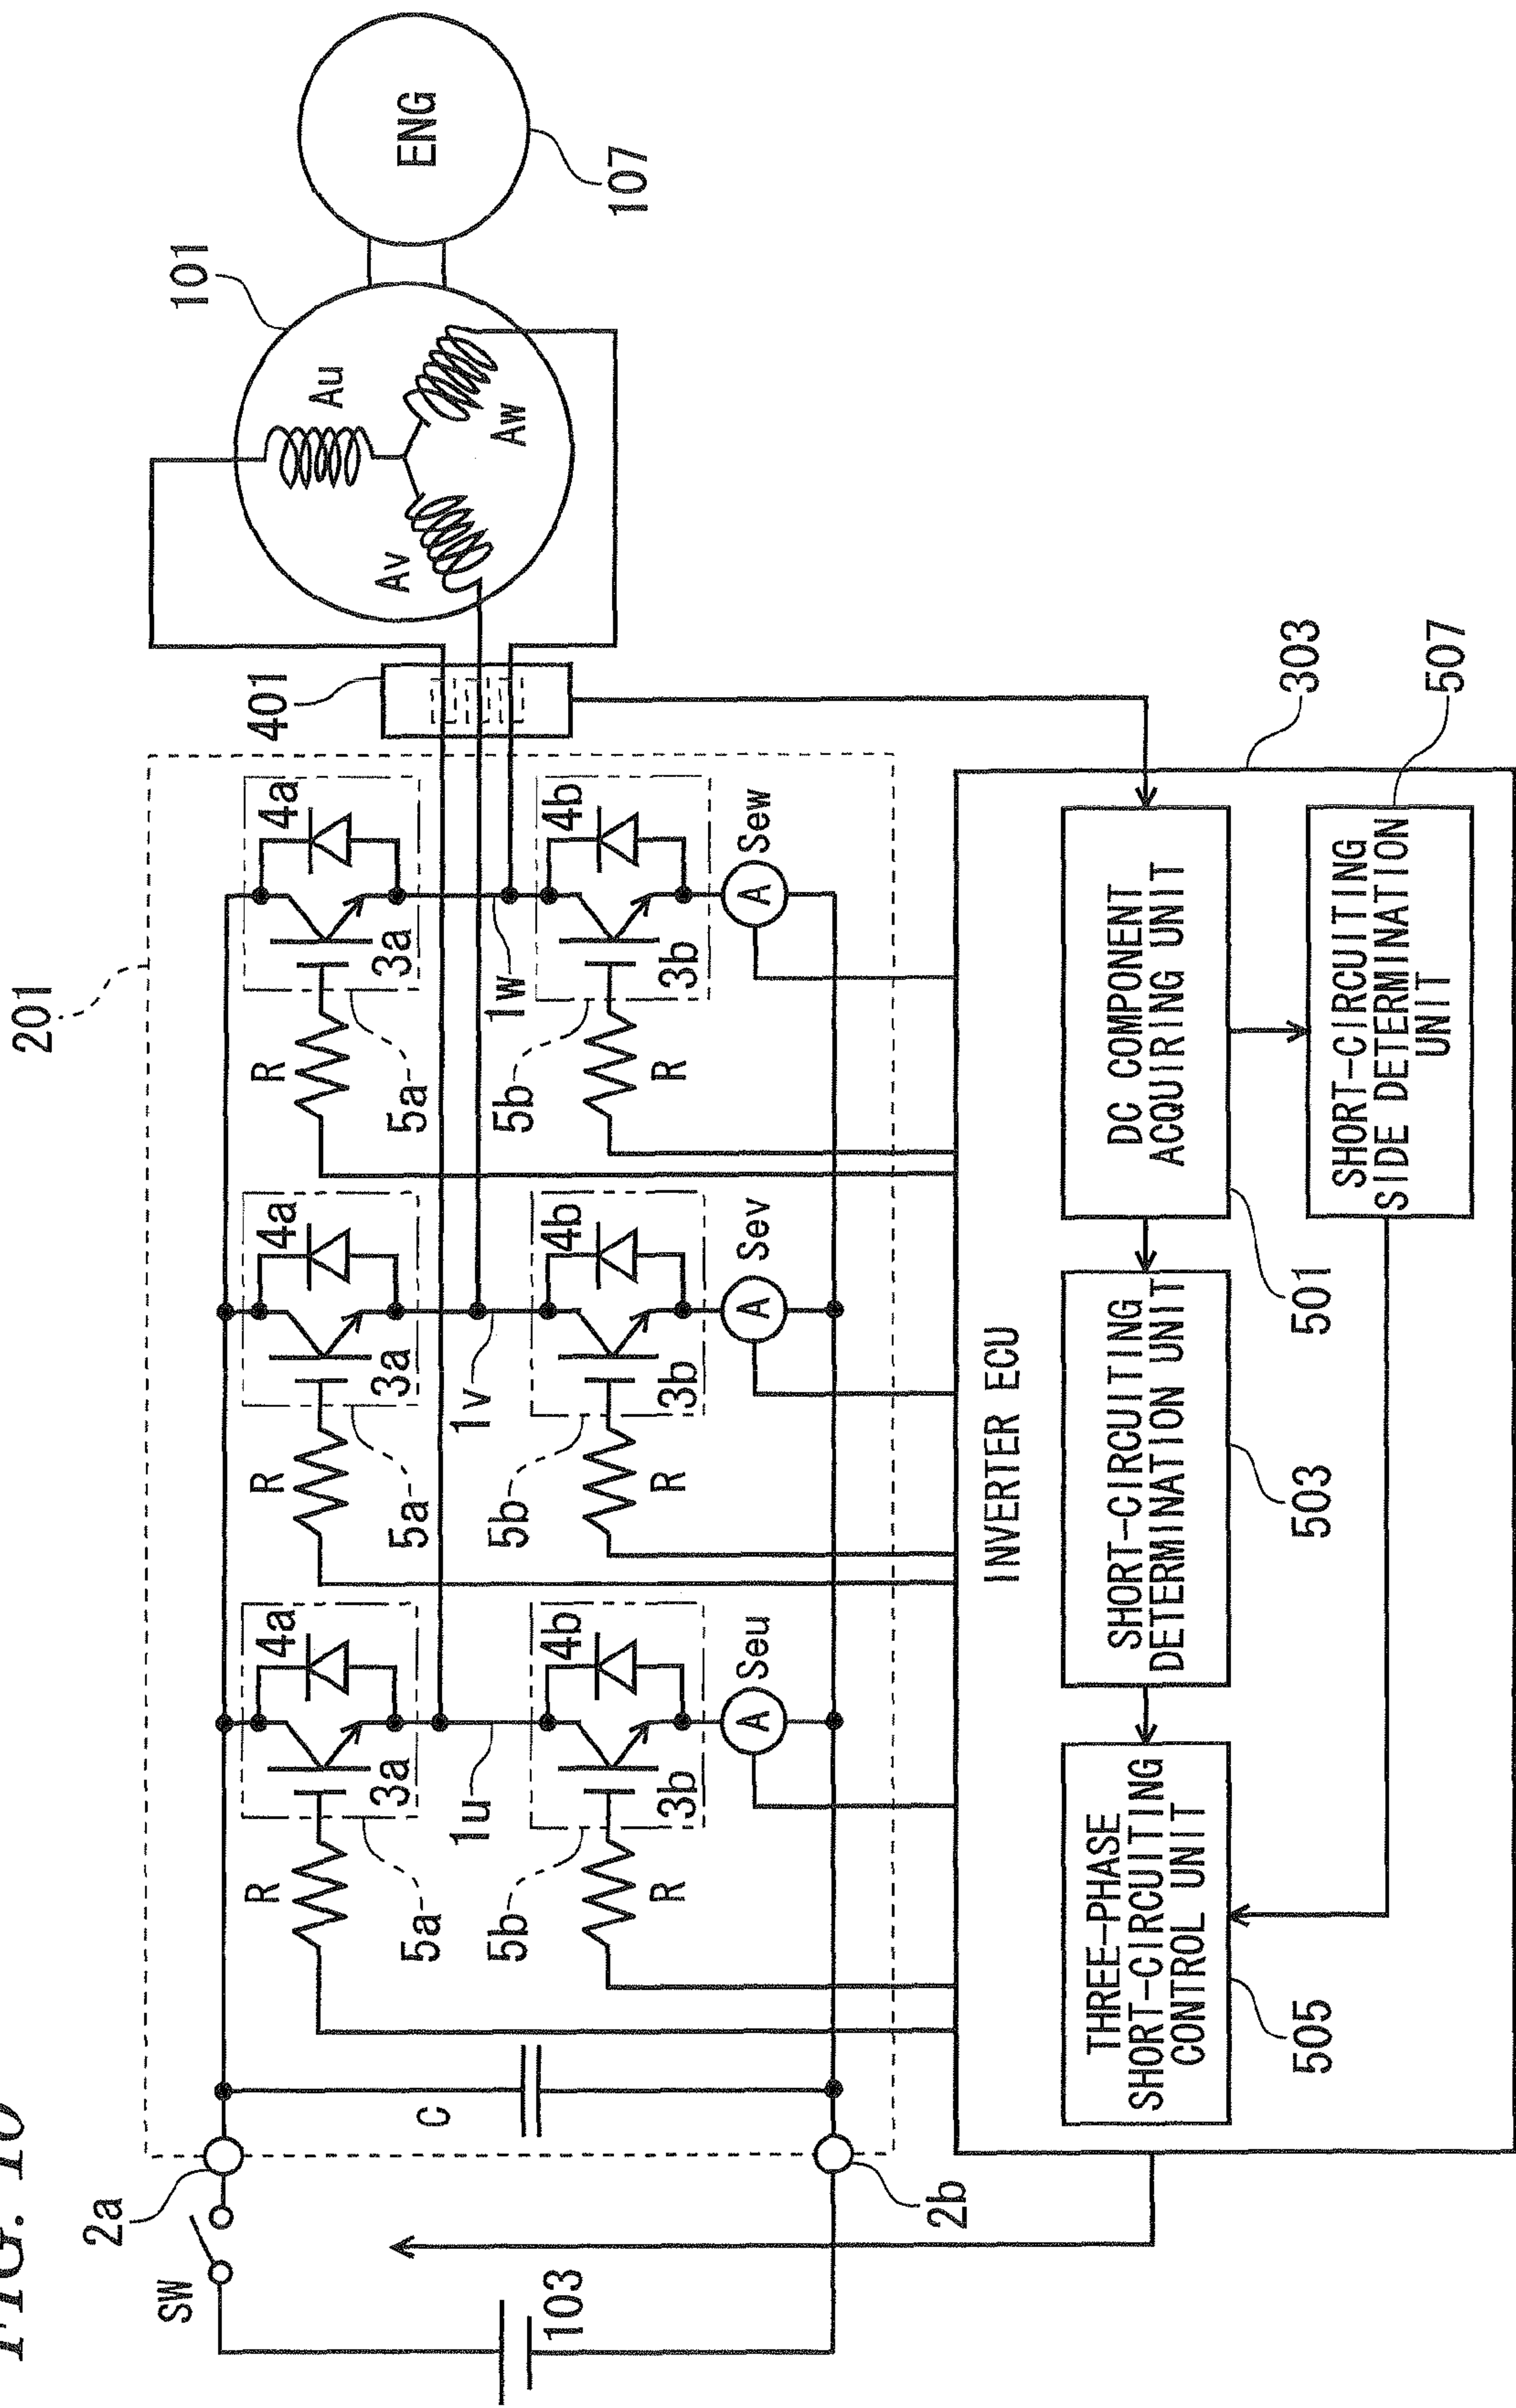 FIG. 10
201
101
107
ENG
Au
Av
Aw
401
2a
SW
103
2b
C
R
R
R
5a
5a
5a
3a
4a
3a
4a
3a
4a
1u
1v
1w
5b
5b
5b
R
R
R
3b
4b
3b
4b
3b
4b
A
Seu
A
Sev
A
Sew
INVERTER ECU
303
THREE-PHASE
SHORT-CIRCUITING
CONTROL UNIT
505
SHORT-CIRCUITING
DETERMINATION UNIT
503
DC COMPONENT
ACQUIRING UNIT
501
SHORT-CIRCUITING
SIDE DETERMINATION
UNIT
507